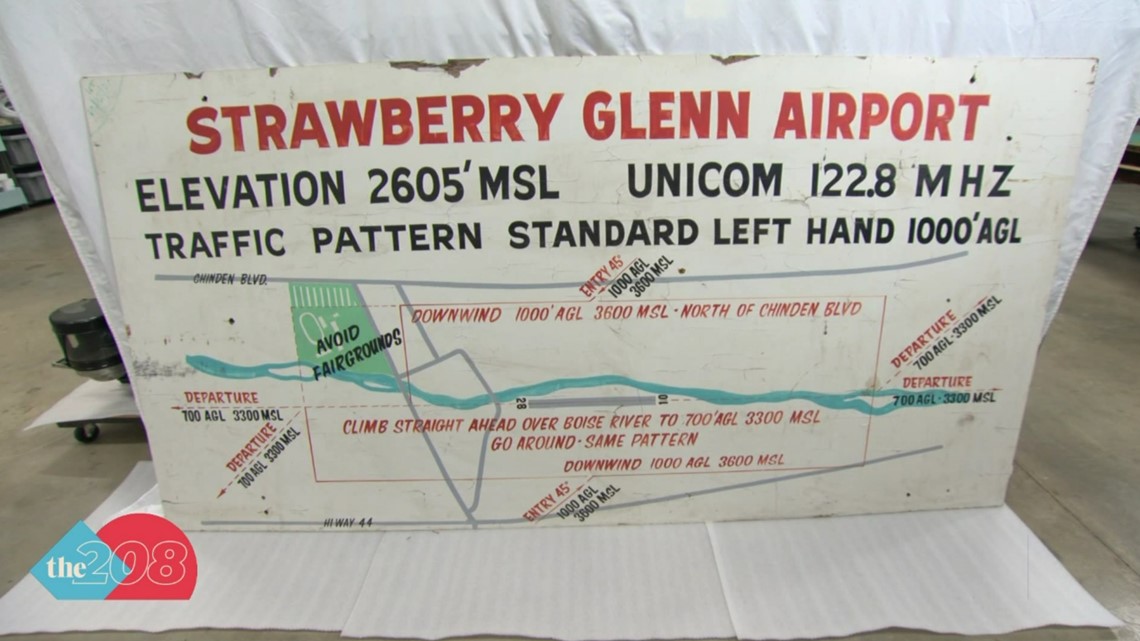 STRAWBERRY GLENN AIRPORT
ELEVATION 2605' MSL UNICOM 122.8 MHZ
TRAFFIC PATTERN STANDARD LEFT HAND 1000' AGL
CHINDEN BLVD.
ENTRY 45°
1000 AGL
3600 MSL
DOWNWIND 1000' AGL 3600 MSL · NORTH OF CHINDEN BLVD
AVOID
FAIRGROUNDS
DEPARTURE
700 AGL · 3300 MSL
DEPARTURE
700 AGL · 3300 MSL
DEPARTURE
700 AGL 3300 MSL
28
10
CLIMB STRAIGHT AHEAD OVER BOISE RIVER TO 700' AGL 3300 MSL
GO AROUND · SAME PATTERN
DEPARTURE
700 AGL 3300 MSL
DOWNWIND 1000 AGL 3600 MSL
ENTRY 45°
1000 AGL
3600 MSL
HI WAY 44
the 208